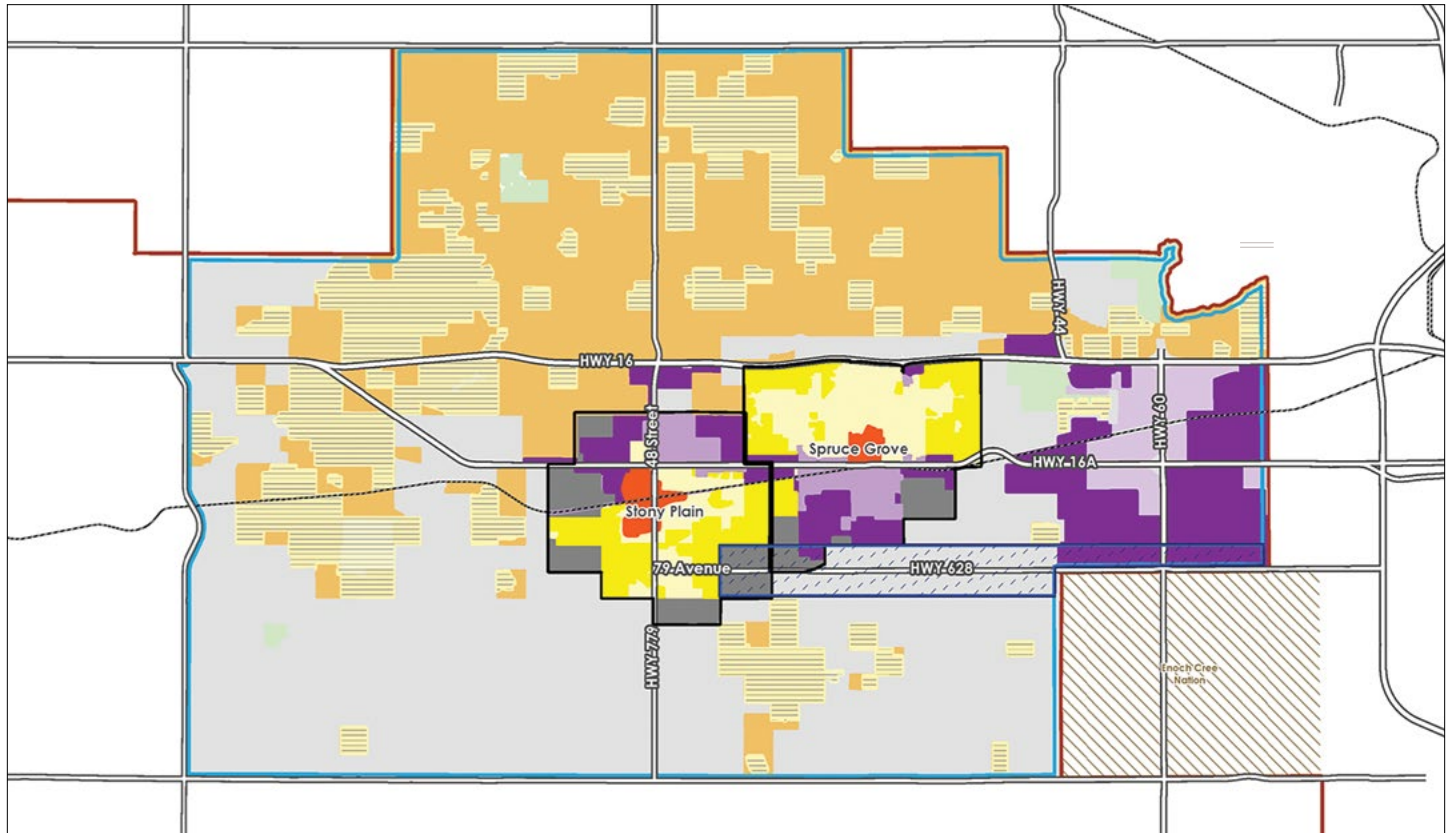 HWY-44
HWY-16
48 Street
HWY-60
Spruce Grove
HWY-16A
Stony Plain
79 Avenue
HWY-628
HWY-779
Enoch Cree
Nation